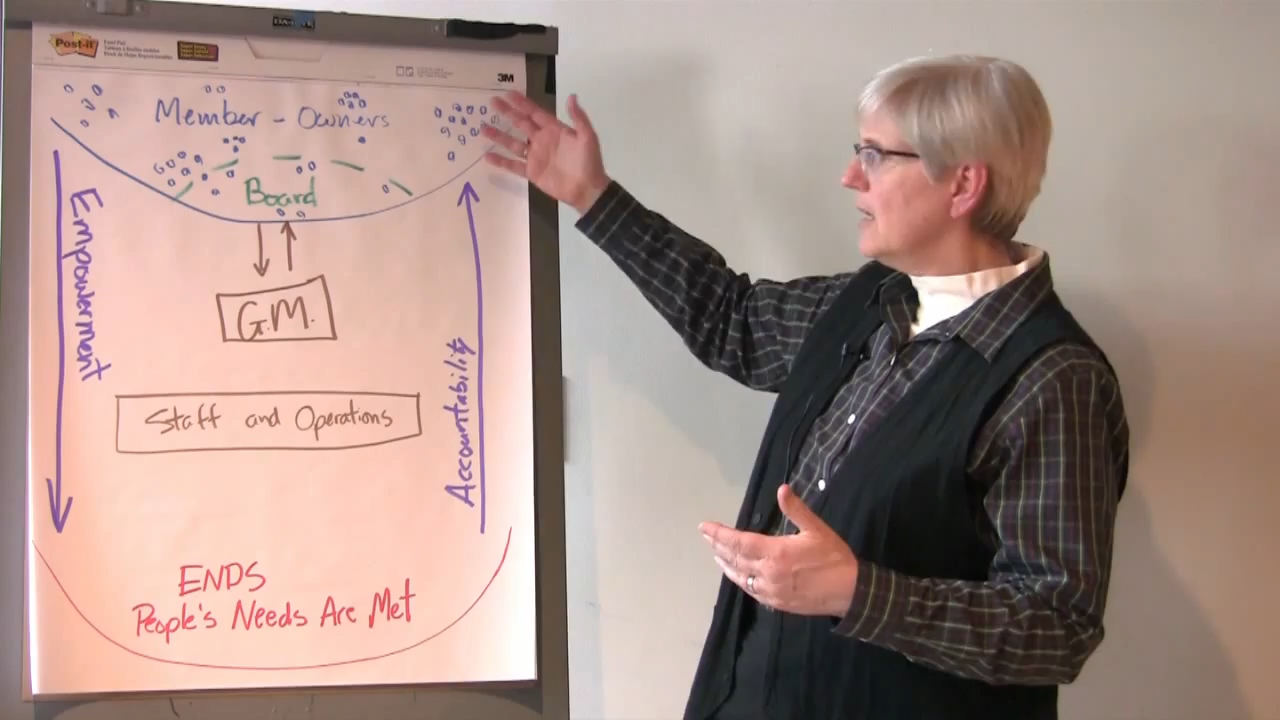 Post-it
3M
Member - Owners
Board
Empowerment
G.M.
Accountability
Staff and Operations
ENDS
People's Needs Are Met